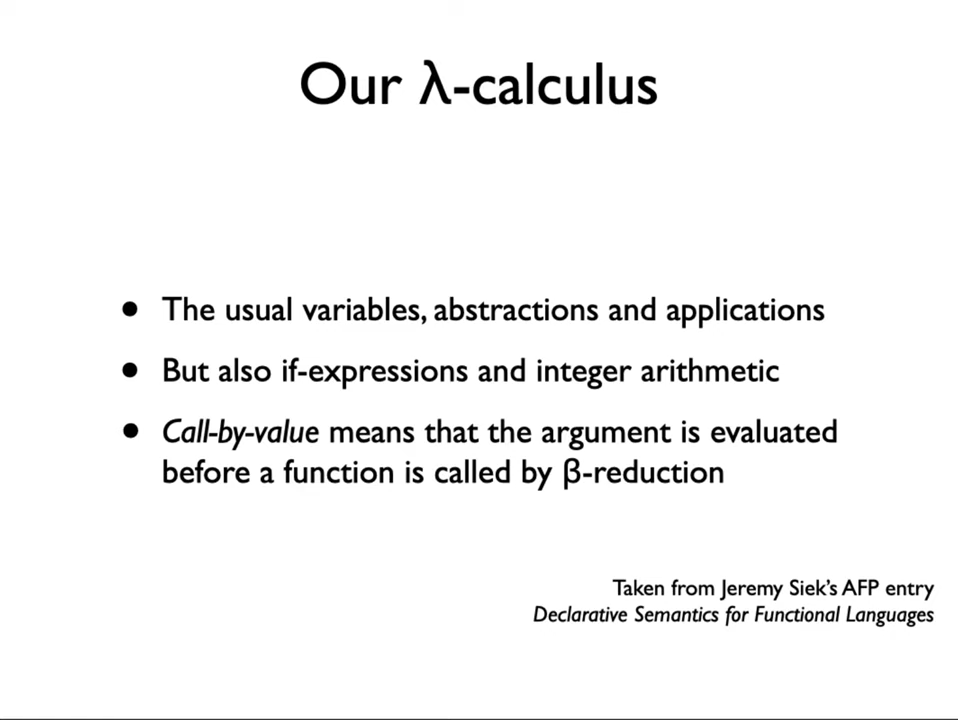 Our λ-calculus
• The usual variables, abstractions and applications
• But also if-expressions and integer arithmetic
• Call-by-value means that the argument is evaluated
before a function is called by β-reduction
Taken from Jeremy Siek's AFP entry
Declarative Semantics for Functional Languages